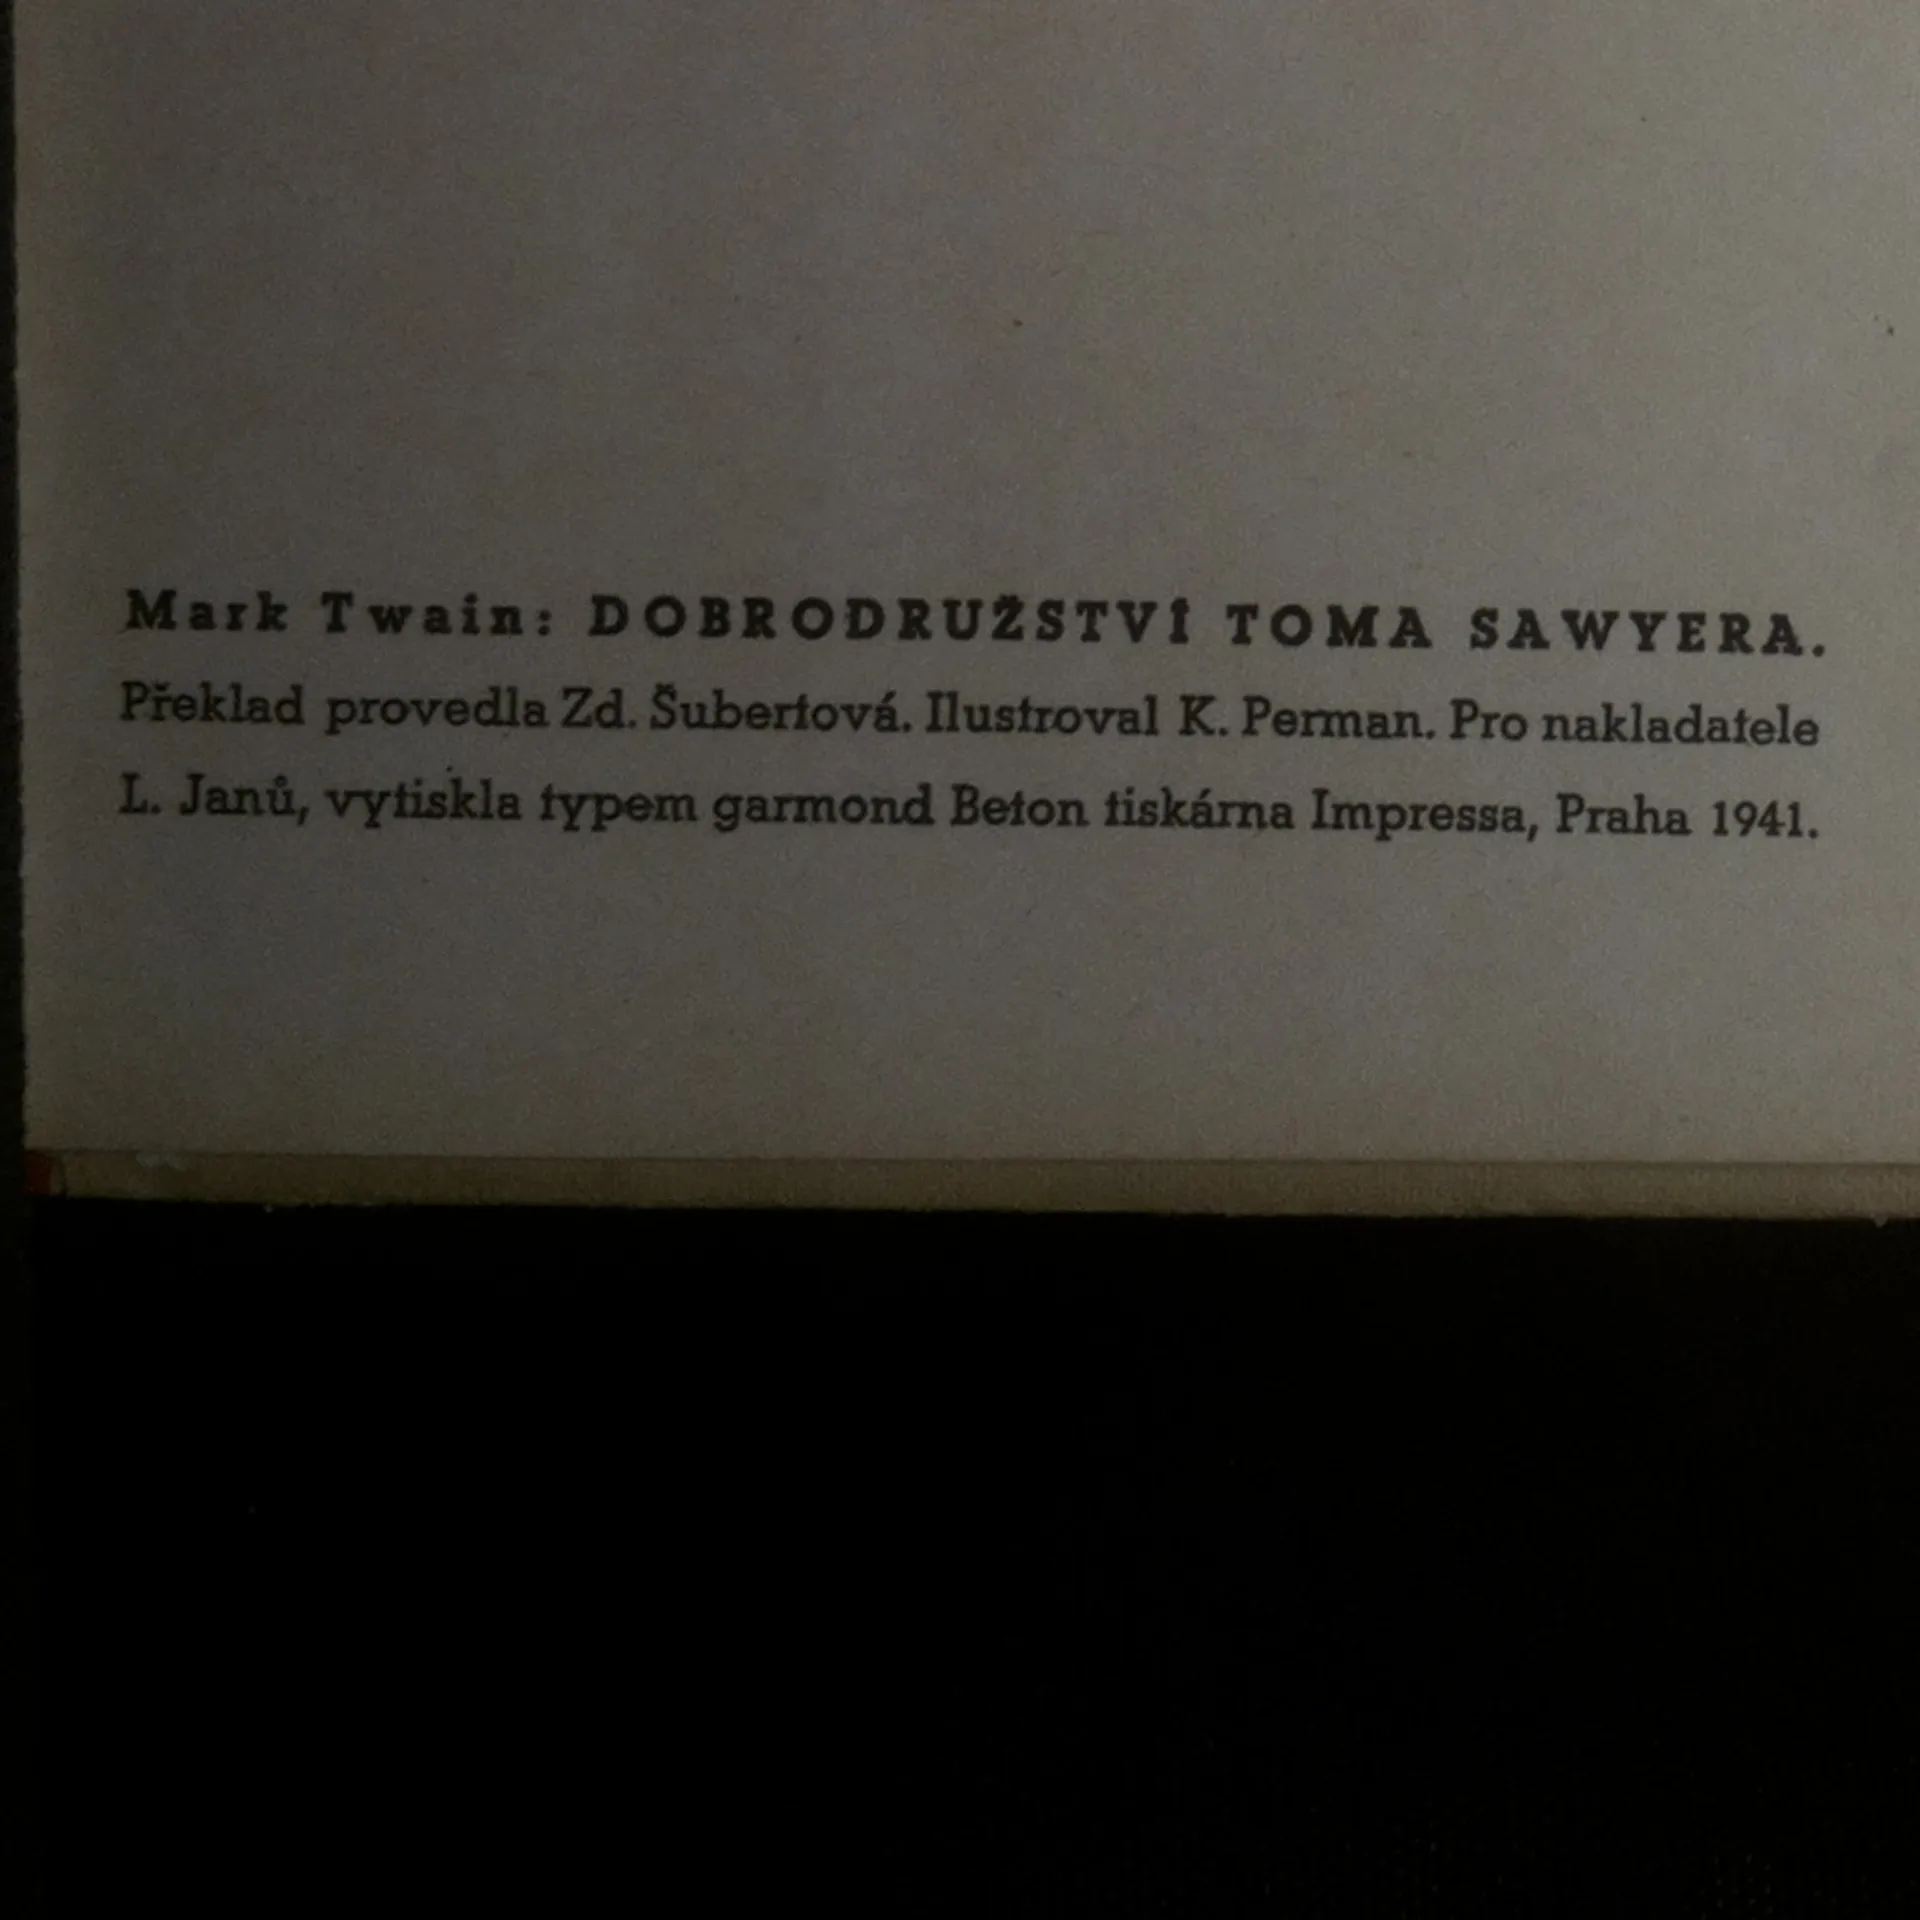 Mark Twain: DOBRODRUŽSTVÍ TOMA SAWYERA.
Překlad provedla Zd. Šubertová. Ilustroval K. Perman. Pro nakladatele
L. Janů, vytiskla typem garmond Beton tiskárna Impressa, Praha 1941.